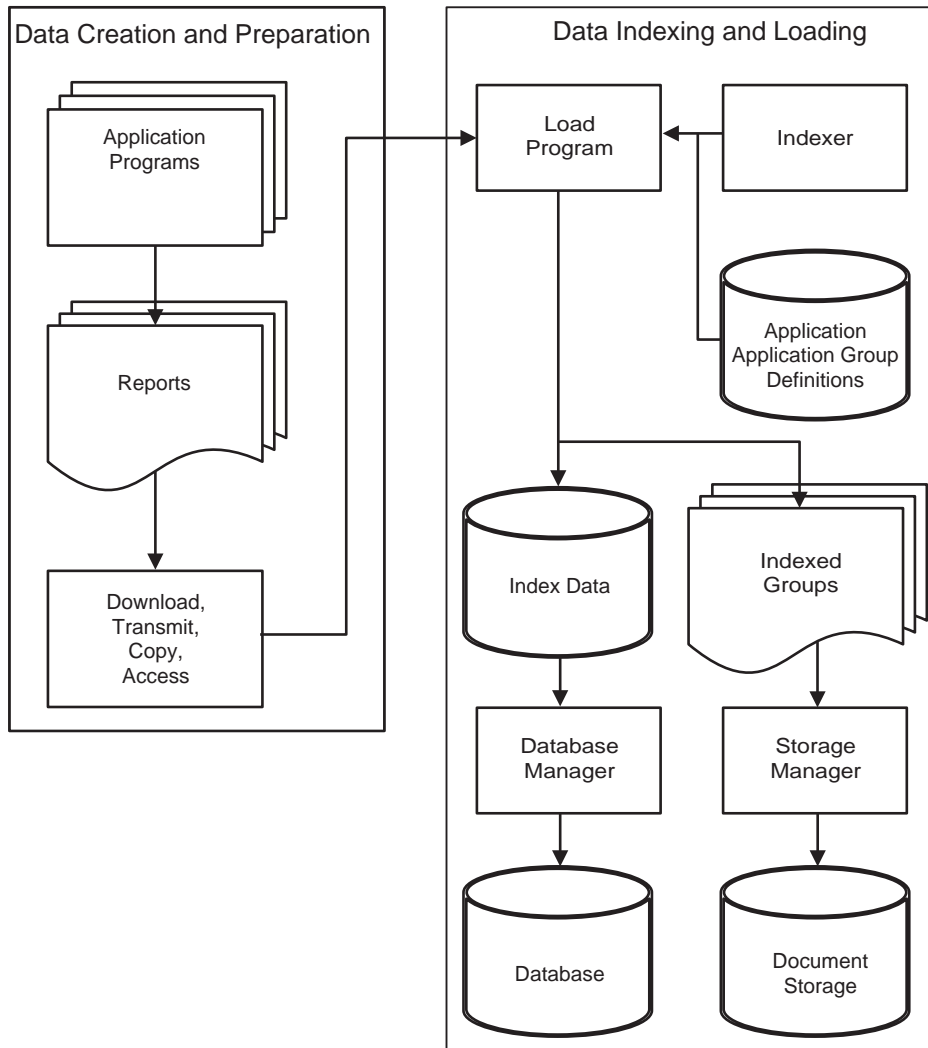 Data Creation and Preparation
Application
Programs
Reports
Download,
Transmit,
Copy,
Access
Data Indexing and Loading
Load
Program
Indexer
Application
Application Group
Definitions
Index Data
Indexed
Groups
Database
Manager
Storage
Manager
Database
Document
Storage